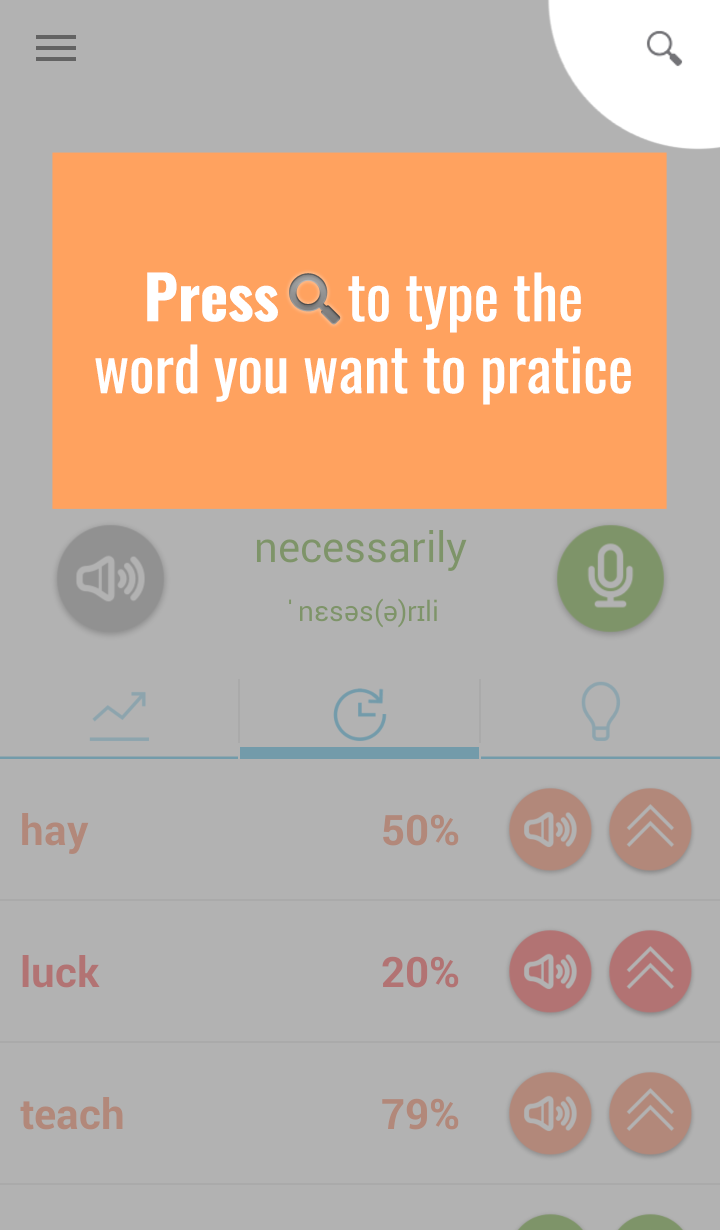 Press to type the
word you want to pratice
necessarily
ˈnɛsəs(ə)rɪli
hay 50%
luck 20%
teach 79%